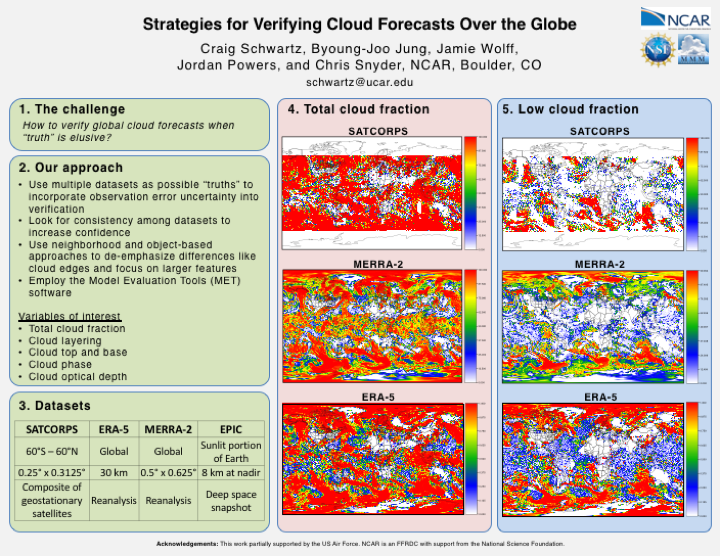 Strategies for Verifying Cloud Forecasts Over the Globe
Craig Schwartz, Byoung-Joo Jung, Jamie Wolff,
Jordan Powers, and Chris Snyder, NCAR, Boulder, CO
schwartz@ucar.edu
NCAR
NSF
MMM
1. The challenge
How to verify global cloud forecasts when
“truth” is elusive?
2. Our approach
• Use multiple datasets as possible “truths” to
incorporate observation error uncertainty into
verification
• Look for consistency among datasets to
increase confidence
• Use neighborhood and object-based
approaches to de-emphasize differences like
cloud edges and focus on larger features
• Employ the Model Evaluation Tools (MET)
software
Variables of interest
• Total cloud fraction
• Cloud layering
• Cloud top and base
• Cloud phase
• Cloud optical depth
3. Datasets
SATCORPS ERA-5 MERRA-2 EPIC
60°S – 60°N Global Global Sunlit portion
of Earth
0.25° x 0.3125° 30 km 0.5° x 0.625° 8 km at nadir
Composite of
geostationary
satellites Reanalysis Reanalysis Deep space
snapshot
4. Total cloud fraction
SATCORPS
MERRA-2
ERA-5
5. Low cloud fraction
SATCORPS
MERRA-2
ERA-5
Acknowledgements: This work partially supported by the US Air Force. NCAR is an FFRDC with support from the National Science Foundation.